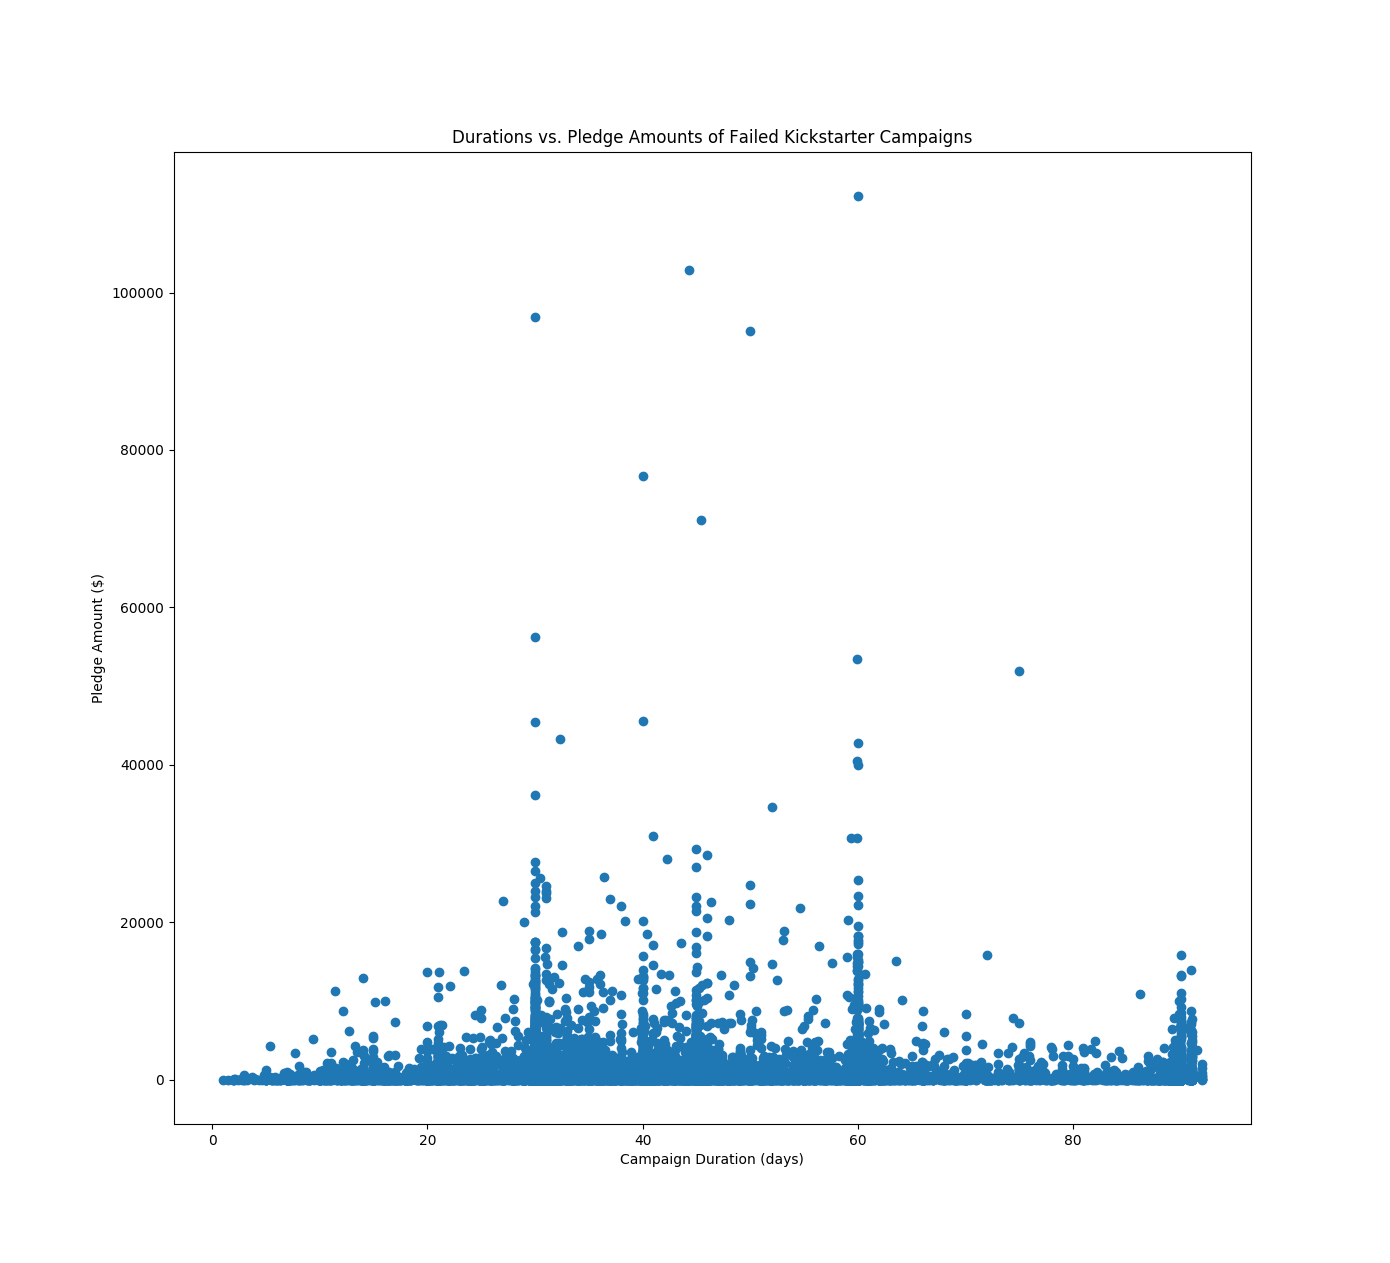 Durations vs. Pledge Amounts of Failed Kickstarter Campaigns
100000
80000
60000
40000
20000
0
Pledge Amount ($)
0 20 40 60 80
Campaign Duration (days)